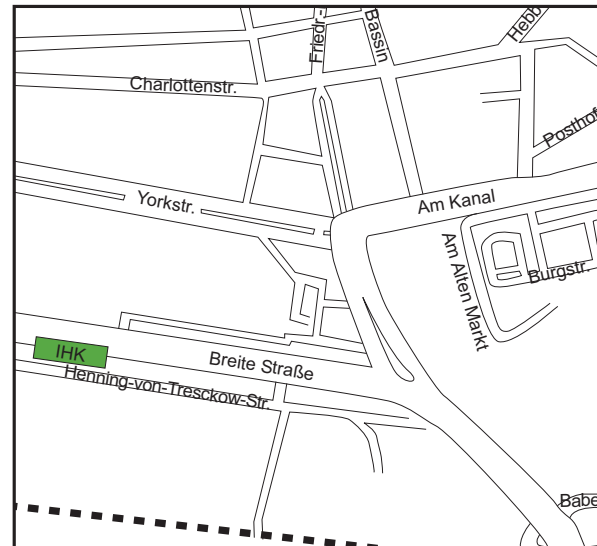 Friedr.-
Bassin
Hebb
Charlottenstr.
Posthof
Yorkstr.
Am Kanal
Am Alten Markt
Burgstr.
IHK
Breite Straße
Henning-von-Tresckow-Str.
Babe